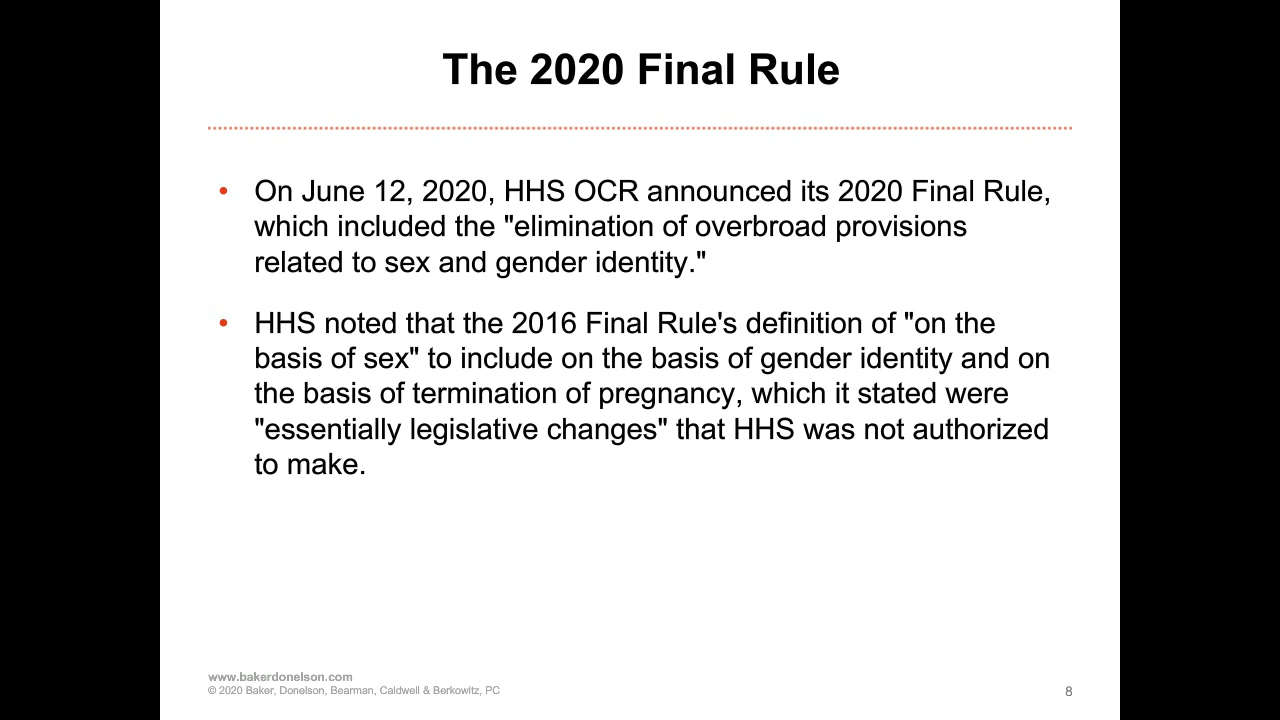 The 2020 Final Rule
• On June 12, 2020, HHS OCR announced its 2020 Final Rule,
which included the "elimination of overbroad provisions
related to sex and gender identity."
• HHS noted that the 2016 Final Rule's definition of "on the
basis of sex" to include on the basis of gender identity and on
the basis of termination of pregnancy, which it stated were
"essentially legislative changes" that HHS was not authorized
to make.
www.bakerdonelson.com
© 2020 Baker, Donelson, Bearman, Caldwell & Berkowitz, PC
8